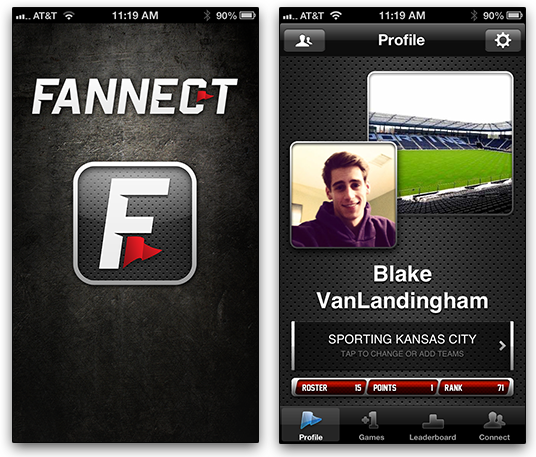 AT&T 11:19 AM 90%
FANNECT
F
AT&T 11:19 AM 90%
Profile
Blake
VanLandingham
SPORTING KANSAS CITY
TAP TO CHANGE OR ADD TEAMS
ROSTER 15 POINTS 1 RANK 71
+1
Profile Games Leaderboard Connect